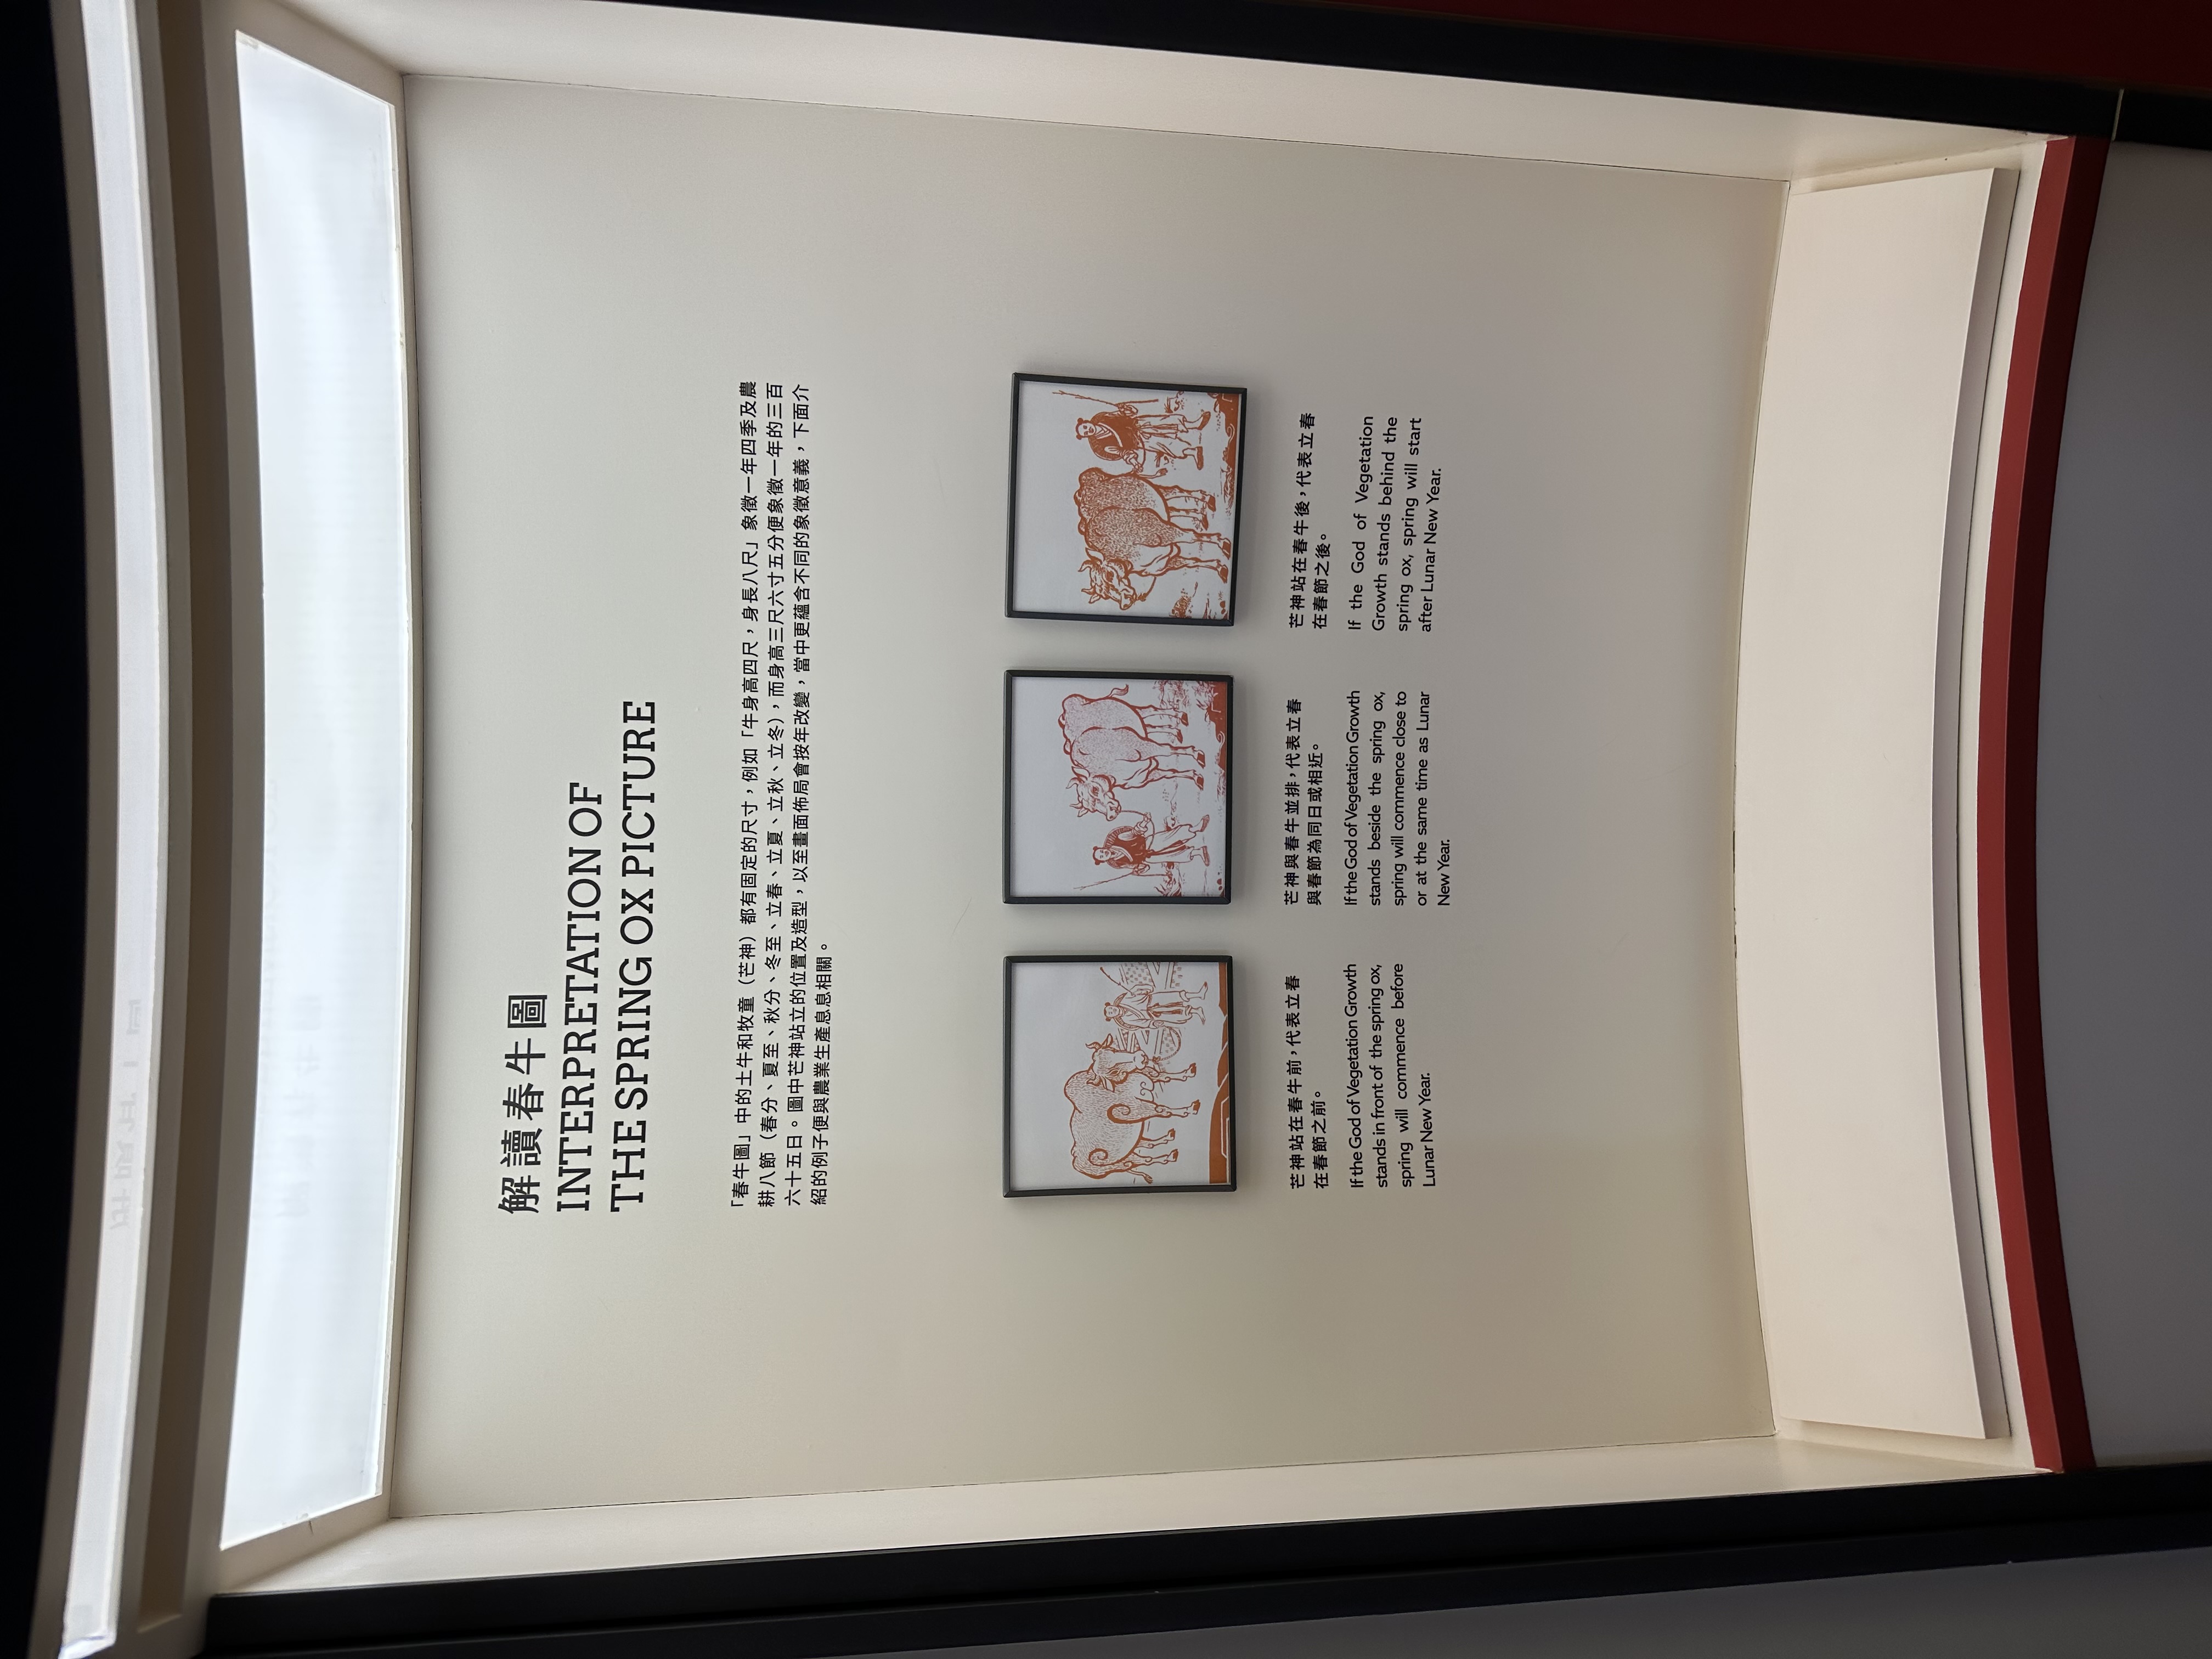 解讀春牛圖
INTERPRETATION OF
THE SPRING OX PICTURE
「春牛圖」中的土牛和牧童（芒神）都有固定的尺寸，例如「牛身高四尺，身長八尺」象徵一年四季及農
耕八節（春分、夏至、秋分、冬至、立春、立夏、立秋、立冬），而身高三尺六寸五分便象徵一年的三百
六十五日。圖中芒神站立的位置及造型，以至畫面佈局會按年改變，當中更蘊含不同的象徵意義，下面介
紹的例子便與農業生產息息相關。
芒神站在春牛前，代表立春
在春節之前。
If the God of Vegetation Growth
stands in front of the spring ox,
spring will commence before
Lunar New Year.
芒神與春牛並排，代表立春
與春節為同日或相近。
If the God of Vegetation Growth
stands beside the spring ox,
spring will commence close to
or at the same time as Lunar
New Year.
芒神站在春牛後，代表立春
在春節之後。
If the God of Vegetation
Growth stands behind the
spring ox, spring will start
after Lunar New Year.